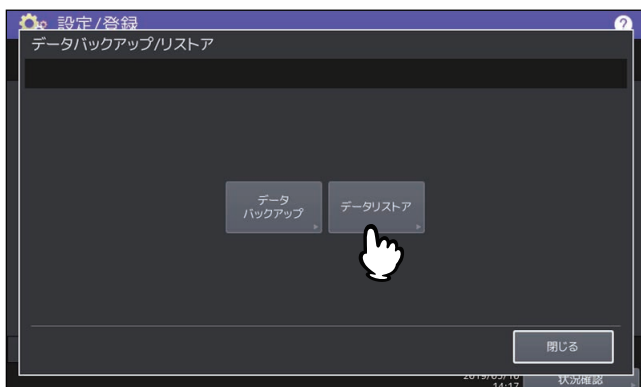 設定/登録
?
データバックアップ/リストア
データ
バックアップ
データリストア
閉じる
14:17
状況確認